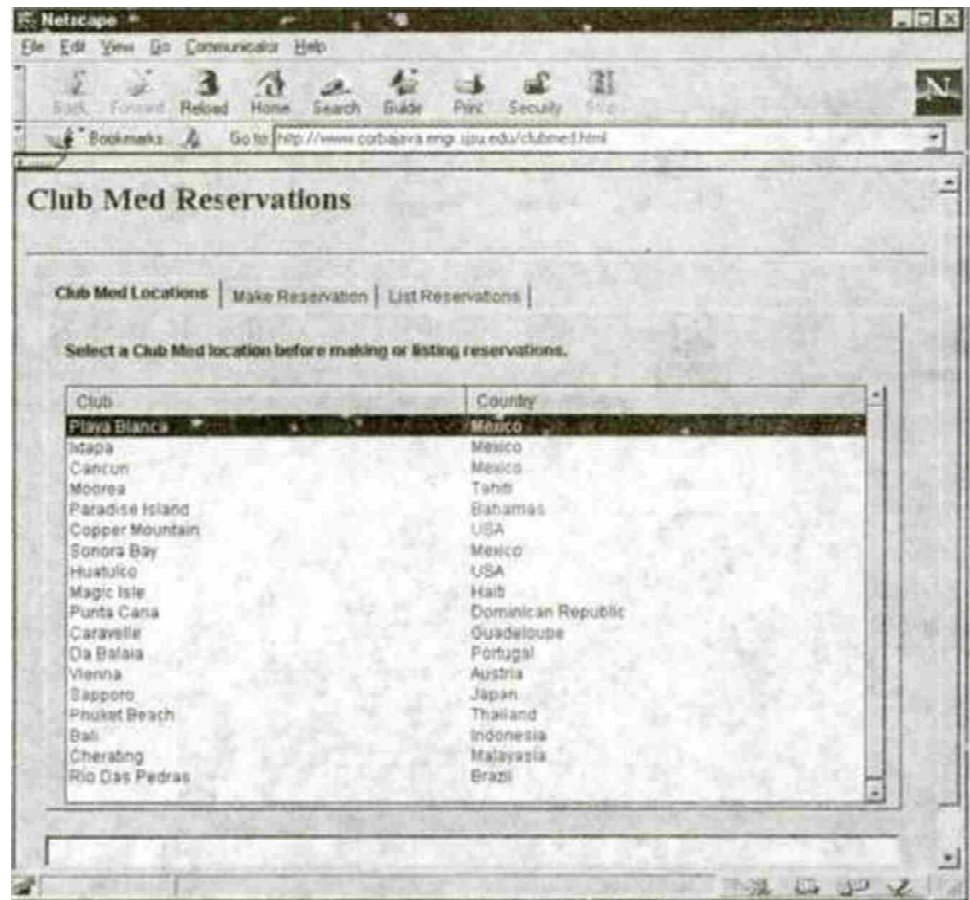 Netscape
File Edit View Go Communicator Help
Back Forward Reload Home Search Guide Print Security Stop
Bookmarks Go to: http://www.corbajava.engr.sjsu.edu/clubmed.html
Club Med Reservations
Club Med Locations Make Reservation List Reservations
Select a Club Med location before making or listing reservations.
Club Country
Playa Blanca Mexico
Ixtapa Mexico
Cancun Mexico
Moorea Tahiti
Paradise Island Bahamas
Copper Mountain USA
Sonora Bay Mexico
Huatulco USA
Magic Isle Haiti
Punta Cana Dominican Republic
Caravelle Guadeloupe
Da Balaia Portugal
Vienna Austria
Sapporo Japan
Phuket Beach Thailand
Bali Indonesia
Cherating Malayasia
Rio Das Pedras Brazil